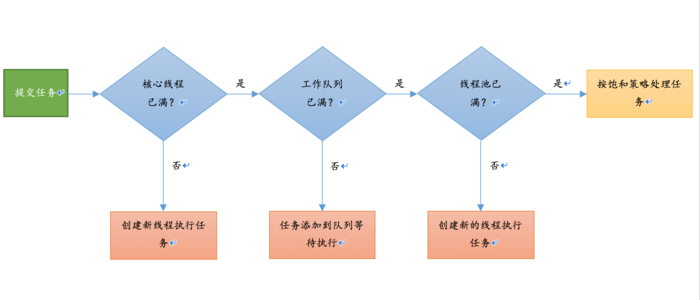 提交任务
核心线程
已满？
是
工作队列
已满？
是
线程池已
满？
是
按饱和策略处理任
务
否
否
否
创建新线程执行任
务
任务添加到队列等
待执行
创建新的线程执行
任务